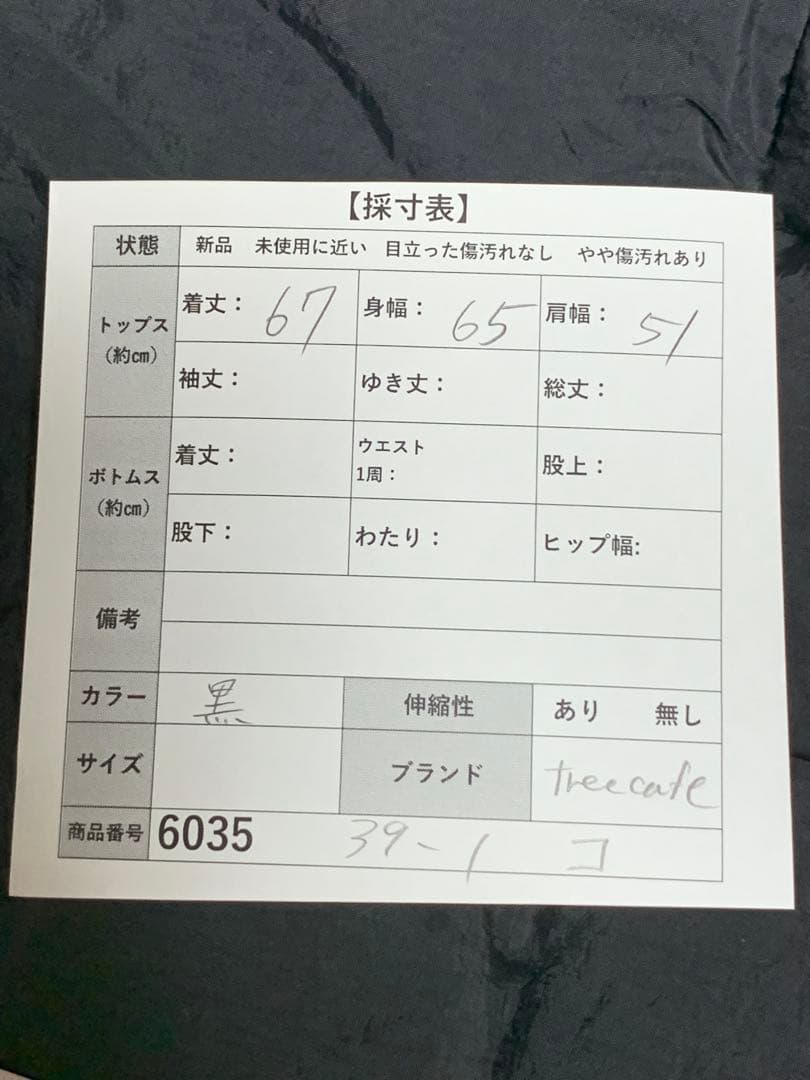 【採寸表】
状態 新品 未使用に近い 目立った傷汚れなし やや傷汚れあり
トップス
(約㎝)
着丈： 67 身幅： 65 肩幅： 51
袖丈： ゆき丈： 総丈：
ボトムス
(約㎝)
着丈： ウエスト
1周： 股上：
股下： わたり： ヒップ幅:
備考
カラー 黒 伸縮性 あり 無し
サイズ ブランド treecafe
商品番号 6035 39-1 コ